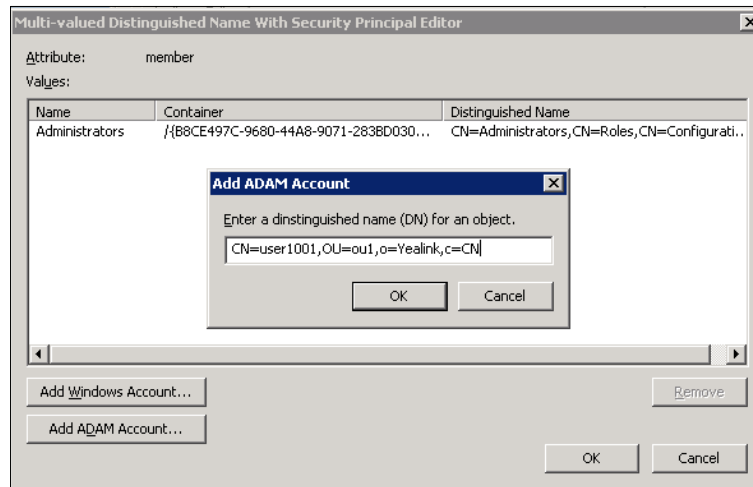 Multi-valued Distinguished Name With Security Principal Editor
Attribute: member
Values:
Name Container Distinguished Name
Administrators /{B8CE497C-9680-44A8-9071-283BD030... CN=Administrators,CN=Roles,CN=Configurati..
Add ADAM Account
Enter a dinstinguished name (DN) for an object.
CN=user1001,OU=ou1,o=Yealink,c=CN
OK Cancel
Add Windows Account... Remove
Add ADAM Account...
OK Cancel